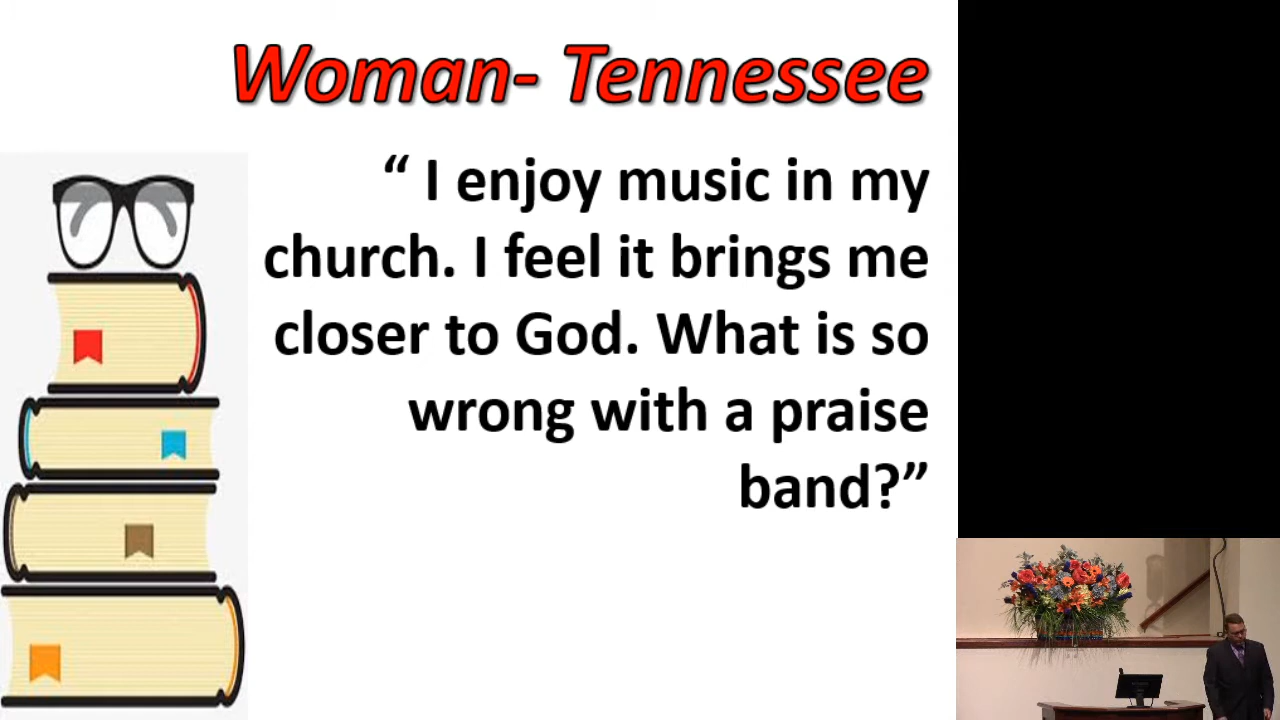 Woman- Tennessee
“ I enjoy music in my
church. I feel it brings me
closer to God. What is so
wrong with a praise
band?”